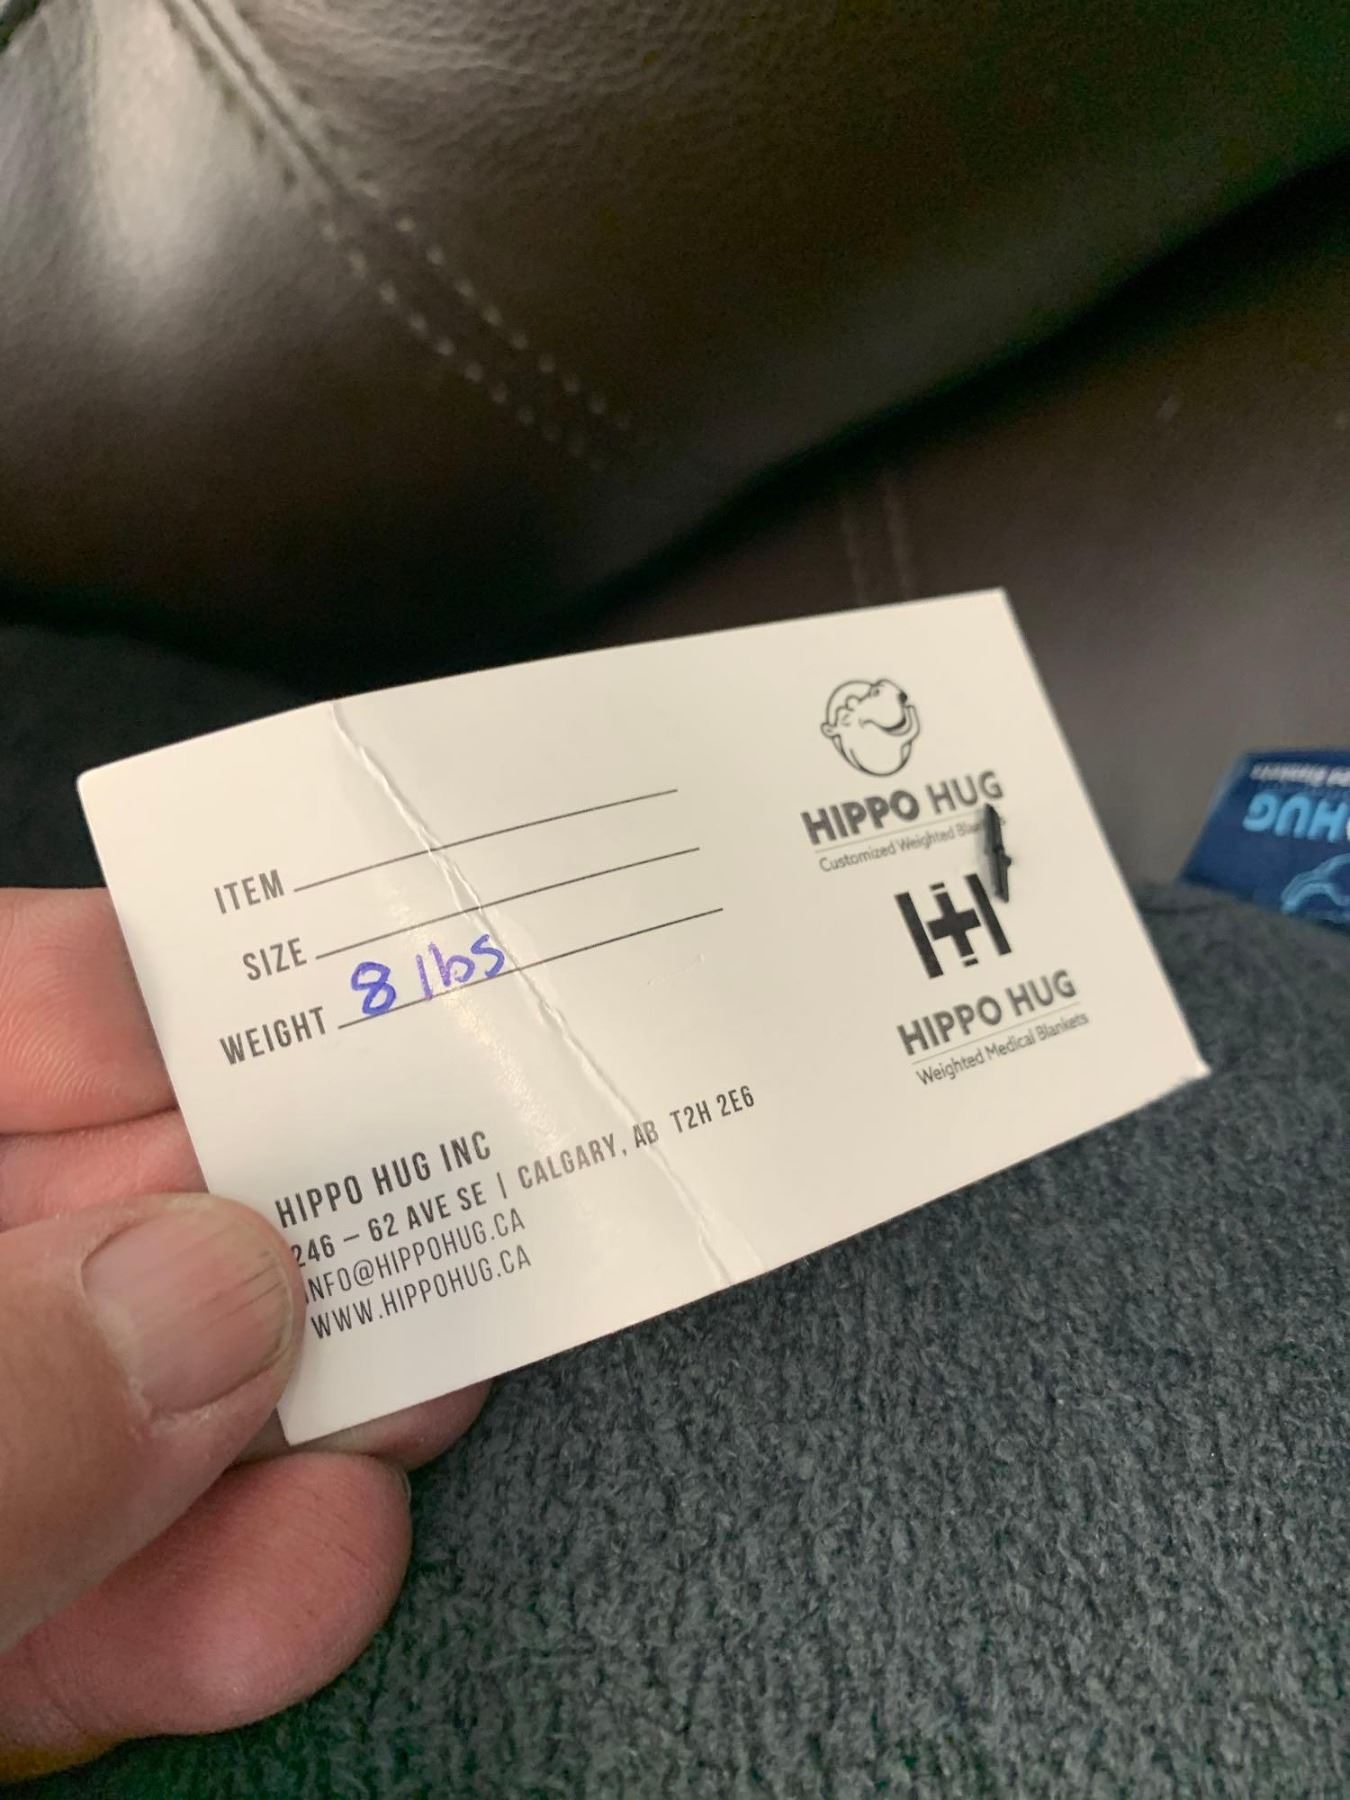 ITEM
SIZE
WEIGHT 8 lbs
HIPPO HUG INC
246 – 62 AVE SE | CALGARY, AB T2H 2E6
INFO@HIPPOHUG.CA
WWW.HIPPOHUG.CA
HIPPO HUG
Customized Weighted
HIPPO HUG
Weighted Medical Blankets
HUG